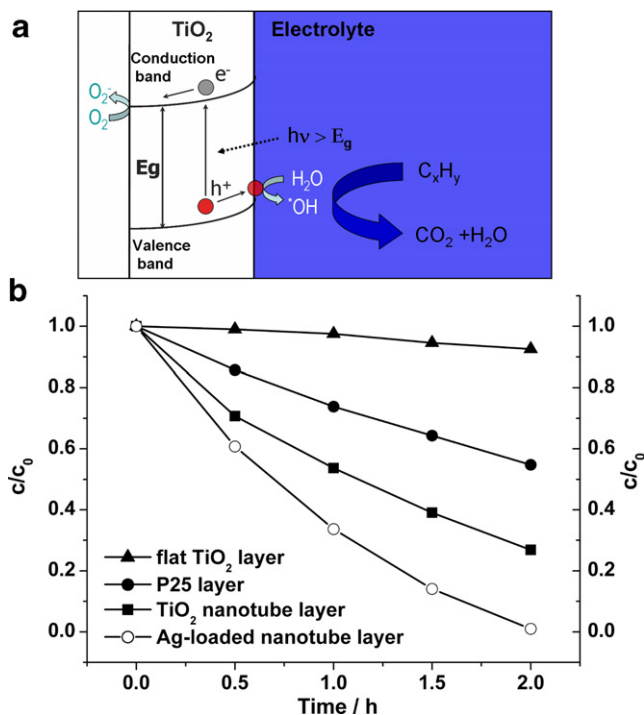 a
TiO₂
Electrolyte
Conduction
band
e⁻
O₂⁻
O₂
hν > E_g
Eg
h⁺
H₂O
•OH
CₓHᵧ
CO₂ +H₂O
Valence
band
b
1.0
0.8
0.6
0.4
0.2
0.0
c/c₀
flat TiO₂ layer
P25 layer
TiO₂ nanotube layer
Ag-loaded nanotube layer
1.0
0.8
0.6
0.4
0.2
0.0
c/c₀
0.0 0.5 1.0 1.5 2.0
Time / h